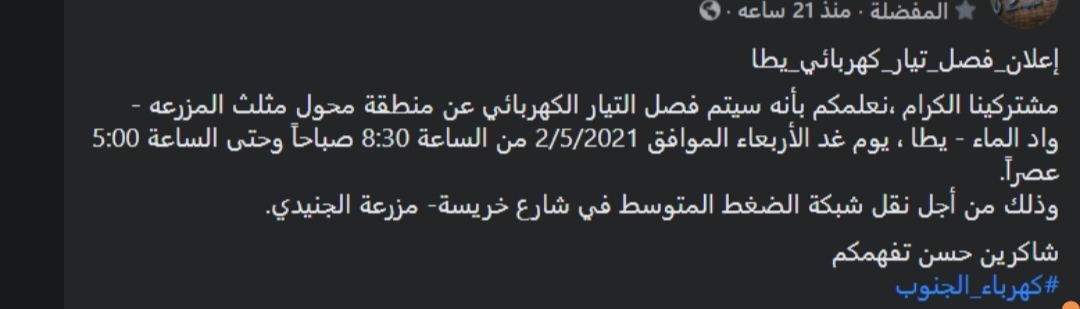 المفضلة · منذ 21 ساعه ·
إعلان_فصل_تيار_كهربائي_يطا
مشتركينا الكرام ،نعلمكم بأنه سيتم فصل التيار الكهربائي عن منطقة محول مثلث المزرعه -
واد الماء - يطا ، يوم غد الأربعاء الموافق 2/5/2021 من الساعة 8:30 صباحاً وحتى الساعة 5:00
عصراً.
وذلك من أجل نقل شبكة الضغط المتوسط في شارع خريسة- مزرعة الجنيدي.
شاكرين حسن تفهمكم
#كهرباء_الجنوب